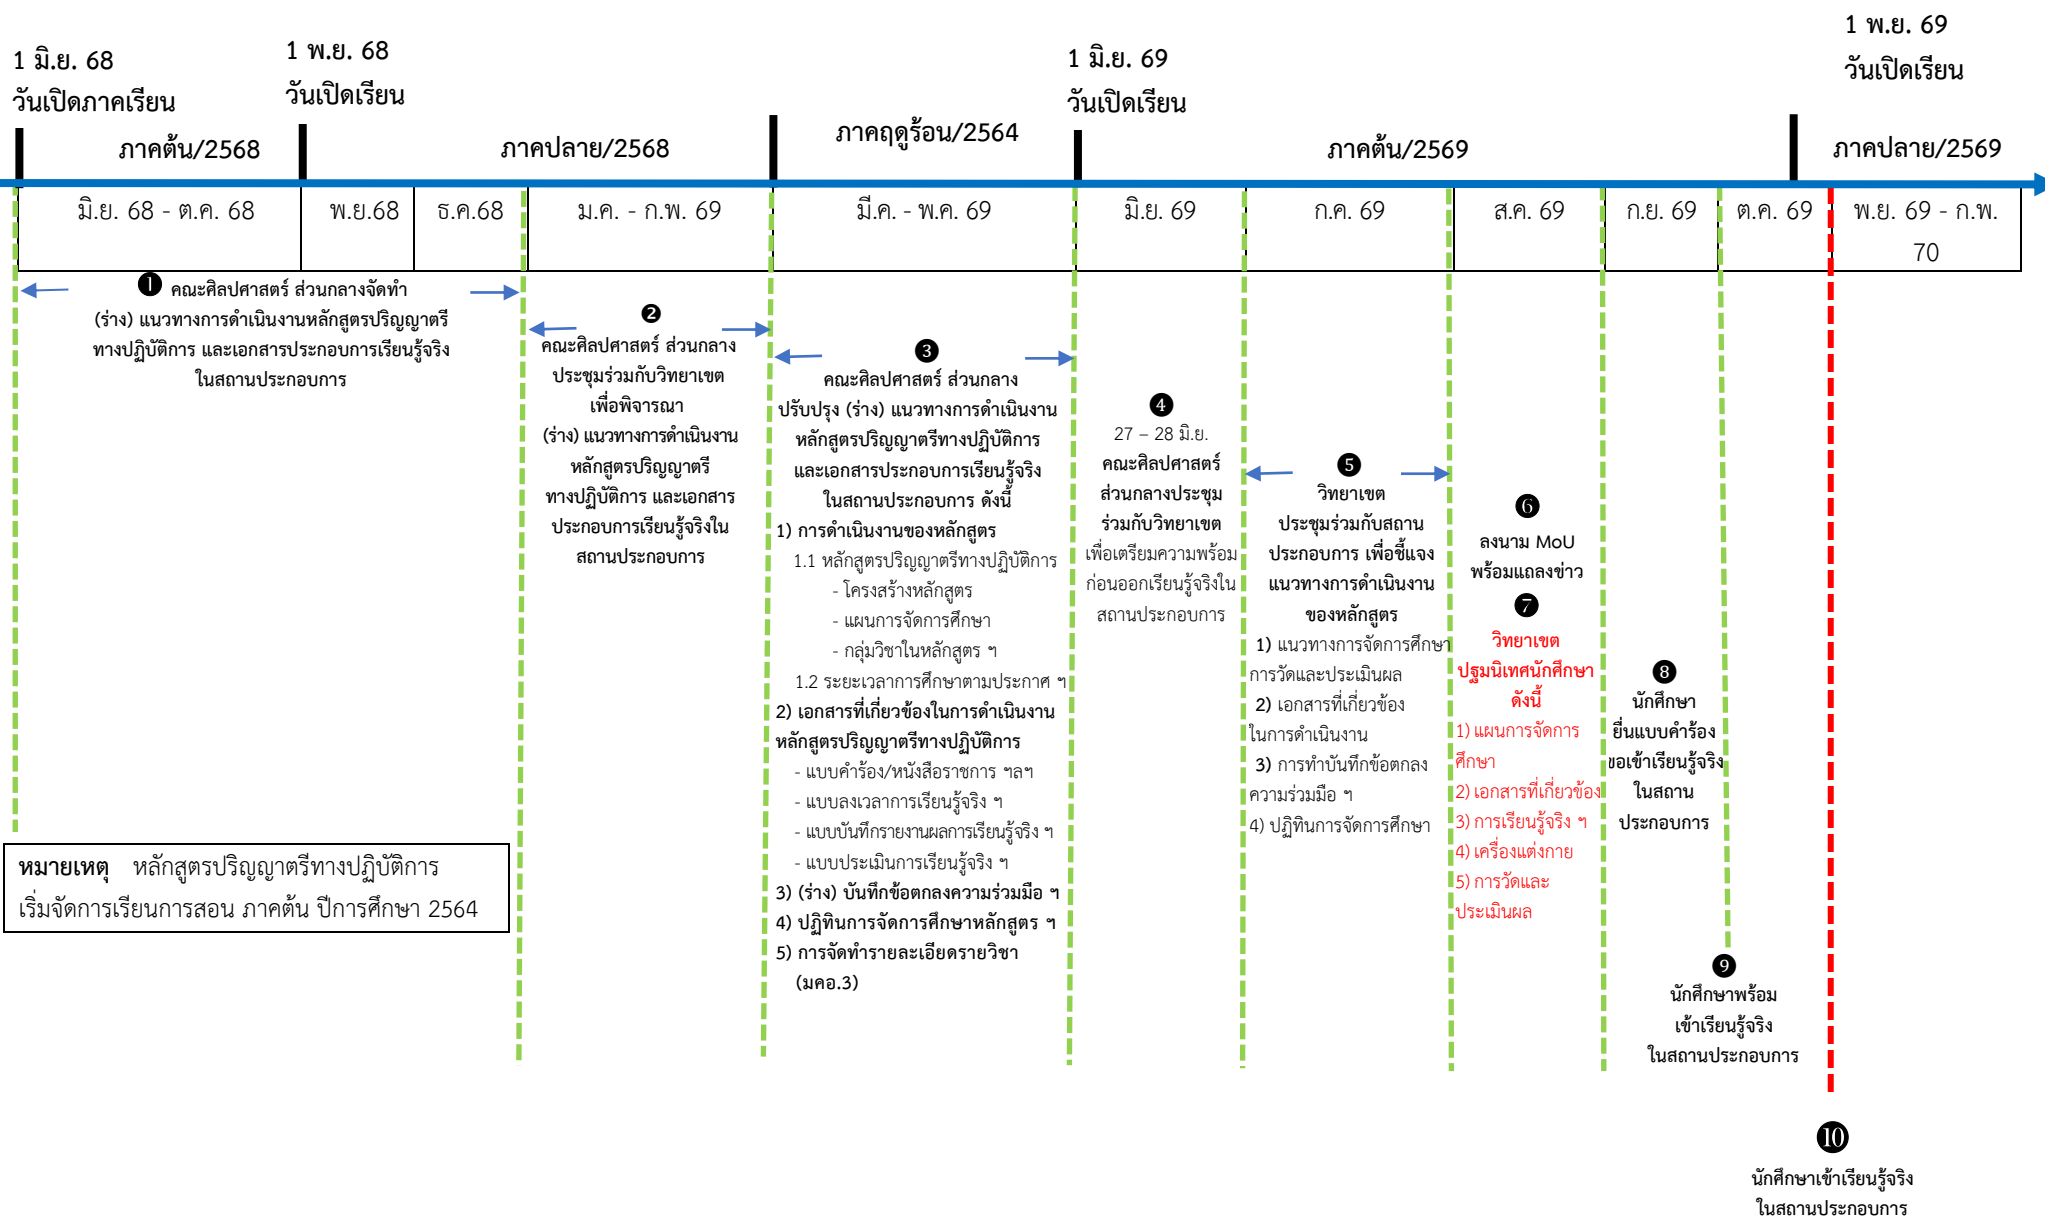 1 มิ.ย. 68
วันเปิดภาคเรียน
1 พ.ย. 68
วันเปิดเรียน
1 มิ.ย. 69
วันเปิดเรียน
1 พ.ย. 69
วันเปิดเรียน
ภาคต้น/2568
ภาคปลาย/2568
ภาคฤดูร้อน/2564
ภาคต้น/2569
ภาคปลาย/2569
มิ.ย. 68 - ต.ค. 68
พ.ย.68
ธ.ค.68
ม.ค. - ก.พ. 69
มี.ค. - พ.ค. 69
มิ.ย. 69
ก.ค. 69
ส.ค. 69
ก.ย. 69
ต.ค. 69
พ.ย. 69 - ก.พ.
70
❶ คณะศิลปศาสตร์ ส่วนกลางจัดทำ
(ร่าง) แนวทางการดำเนินงานหลักสูตรปริญญาตรี
ทางปฏิบัติการ และเอกสารประกอบการเรียนรู้จริง
ในสถานประกอบการ
❷
คณะศิลปศาสตร์ ส่วนกลาง
ประชุมร่วมกับวิทยาเขต
เพื่อพิจารณา
(ร่าง) แนวทางการดำเนินงาน
หลักสูตรปริญญาตรี
ทางปฏิบัติการ และเอกสาร
ประกอบการเรียนรู้จริงใน
สถานประกอบการ
❸
คณะศิลปศาสตร์ ส่วนกลาง
ปรับปรุง (ร่าง) แนวทางการดำเนินงาน
หลักสูตรปริญญาตรีทางปฏิบัติการ
และเอกสารประกอบการเรียนรู้จริง
ในสถานประกอบการ ดังนี้
1) การดำเนินงานของหลักสูตร
1.1 หลักสูตรปริญญาตรีทางปฏิบัติการ
- โครงสร้างหลักสูตร
- แผนการจัดการศึกษา
- กลุ่มวิชาในหลักสูตร ฯ
1.2 ระยะเวลาการศึกษาตามประกาศ ฯ
2) เอกสารที่เกี่ยวข้องในการดำเนินงาน
หลักสูตรปริญญาตรีทางปฏิบัติการ
- แบบคำร้อง/หนังสือราชการ ฯลฯ
- แบบลงเวลาการเรียนรู้จริง ฯ
- แบบบันทึกรายงานผลการเรียนรู้จริง ฯ
- แบบประเมินการเรียนรู้จริง ฯ
3) (ร่าง) บันทึกข้อตกลงความร่วมมือ ฯ
4) ปฏิทินการจัดการศึกษาหลักสูตร ฯ
5) การจัดทำรายละเอียดรายวิชา
(มคอ.3)
❹
27 – 28 มิ.ย.
คณะศิลปศาสตร์
ส่วนกลางประชุม
ร่วมกับวิทยาเขต
เพื่อเตรียมความพร้อม
ก่อนออกเรียนรู้จริงใน
สถานประกอบการ
❺
วิทยาเขต
ประชุมร่วมกับสถาน
ประกอบการ เพื่อชี้แจง
แนวทางการดำเนินงาน
ของหลักสูตร
1) แนวทางการจัดการศึกษา
การวัดและประเมินผล
2) เอกสารที่เกี่ยวข้อง
ในการดำเนินงาน
3) การทำบันทึกข้อตกลง
ความร่วมมือ ฯ
4) ปฏิทินการจัดการศึกษา
❻
ลงนาม MoU
พร้อมแถลงข่าว
❼
วิทยาเขต
ปฐมนิเทศนักศึกษา
ดังนี้
1) แผนการจัดการ
ศึกษา
2) เอกสารที่เกี่ยวข้อง
3) การเรียนรู้จริง ฯ
4) เครื่องแต่งกาย
5) การวัดและ
ประเมินผล
❽
นักศึกษา
ยื่นแบบคำร้อง
ขอเข้าเรียนรู้จริง
ในสถาน
ประกอบการ
❾
นักศึกษาพร้อม
เข้าเรียนรู้จริง
ในสถานประกอบการ
❿
นักศึกษาเข้าเรียนรู้จริง
ในสถานประกอบการ
หมายเหตุ หลักสูตรปริญญาตรีทางปฏิบัติการ
เริ่มจัดการเรียนการสอน ภาคต้น ปีการศึกษา 2564